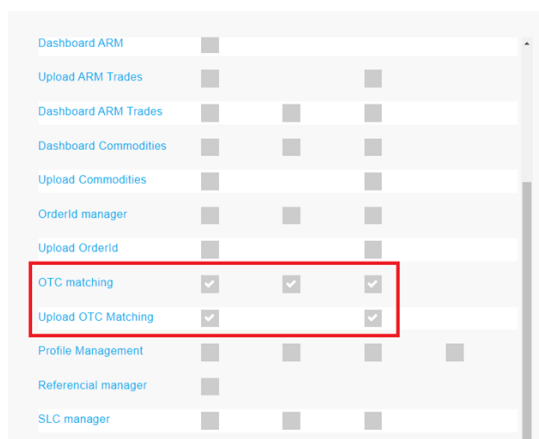 Dashboard ARM
Upload ARM Trades
Dashboard ARM Trades
Dashboard Commodities
Upload Commodities
OrderId manager
Upload OrderId
OTC matching
Upload OTC Matching
Profile Management
Referencial manager
SLC manager